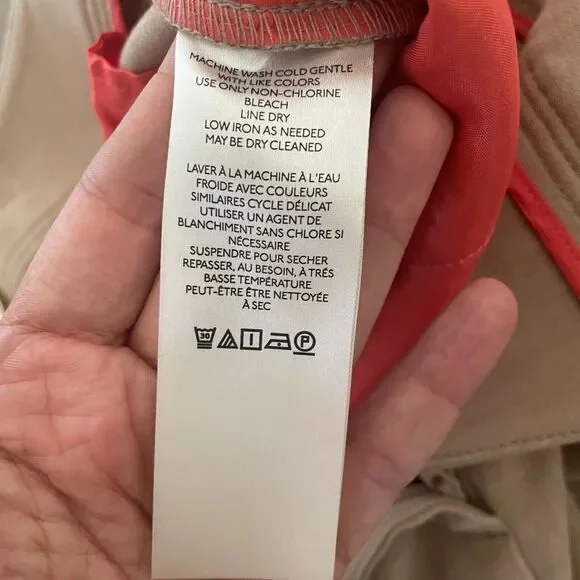 MACHINE WASH COLD GENTLE
WITH LIKE COLORS
USE ONLY NON-CHLORINE
BLEACH
LINE DRY
LOW IRON AS NEEDED
MAY BE DRY CLEANED
LAVER À LA MACHINE À L'EAU
FROIDE AVEC COULEURS
SIMILAIRES CYCLE DÉLICAT
UTILISER UN AGENT DE
BLANCHIMENT SANS CHLORE SI
NÉCESSAIRE
SUSPENDRE POUR SECHER
REPASSER, AU BESOIN, À TRÉS
BASSE TEMPÉRATURE
PEUT-ÊTRE ÊTRE NETTOYÉE
À SEC
30 P